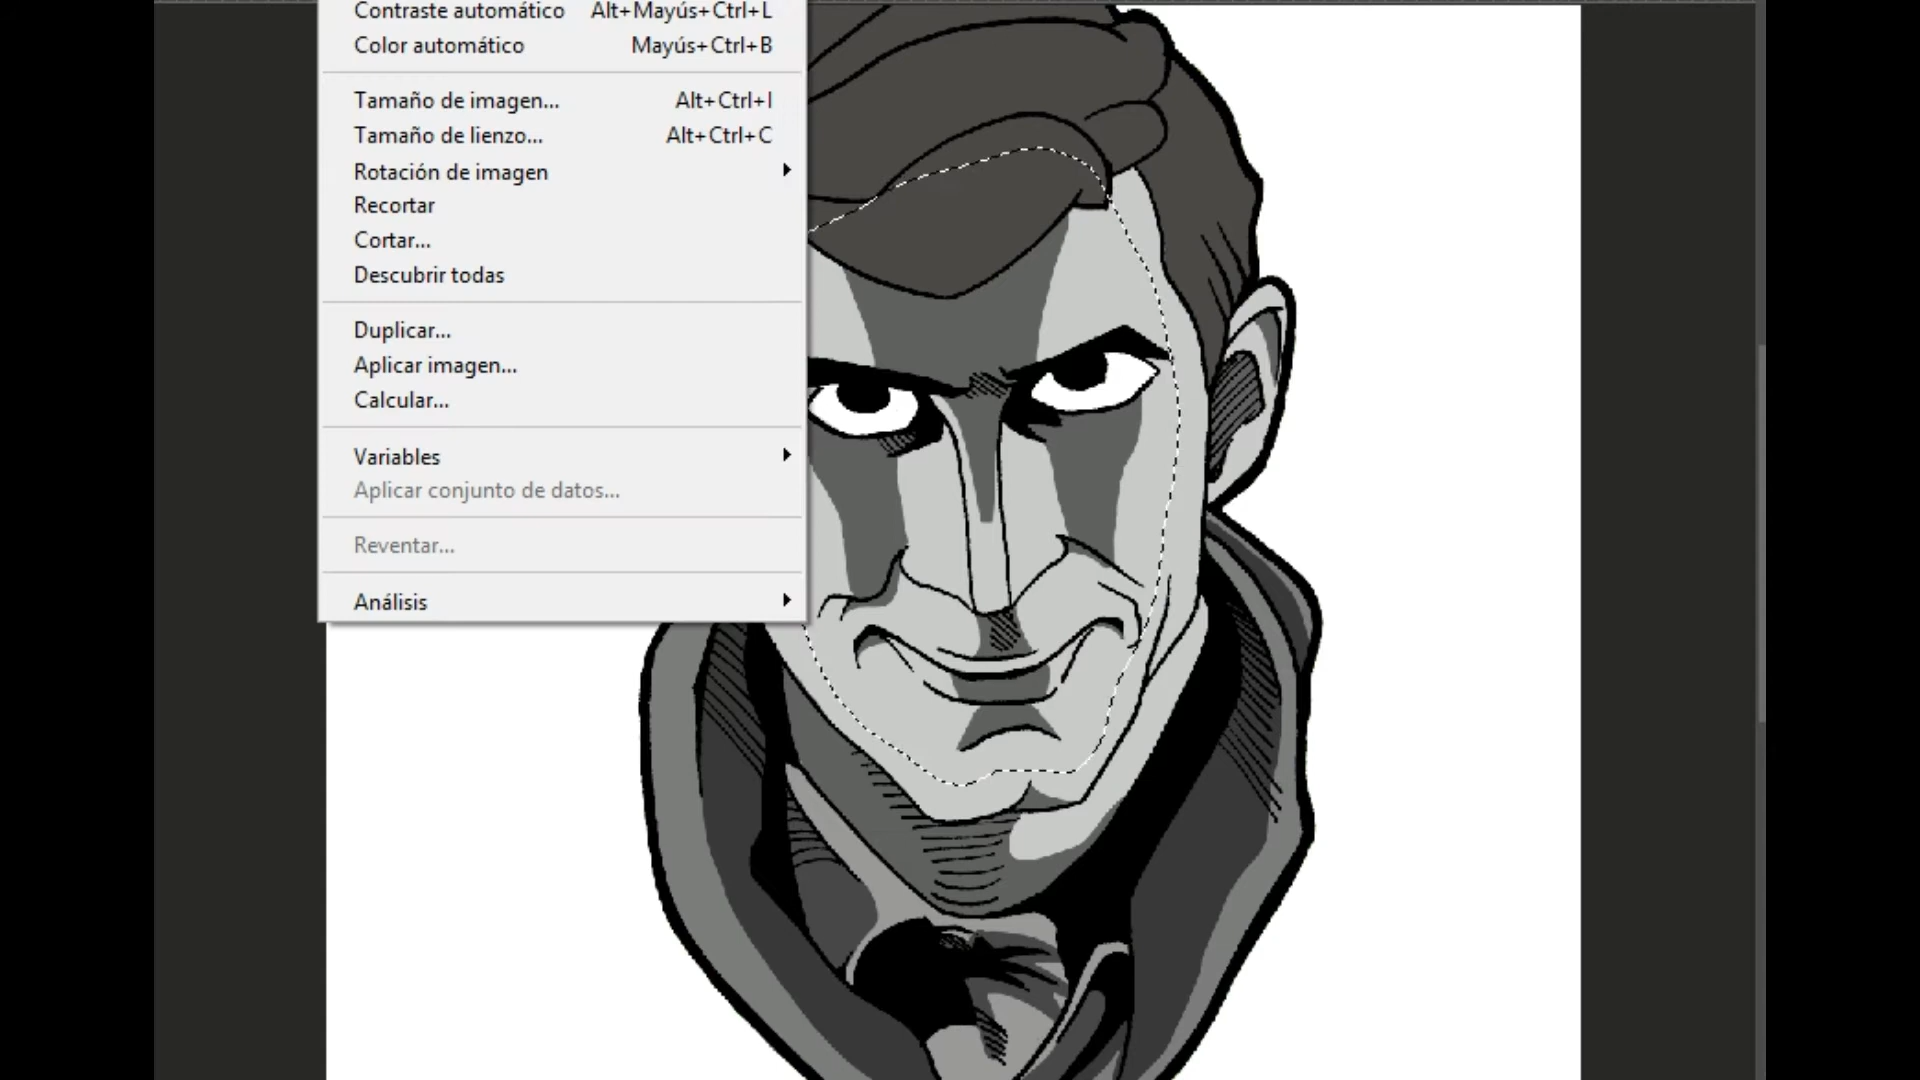 Contraste automático Alt+Mayús+Ctrl+L
Color automático Mayús+Ctrl+B
Tamaño de imagen... Alt+Ctrl+I
Tamaño de lienzo... Alt+Ctrl+C
Rotación de imagen
Recortar
Cortar...
Descubrir todas
Duplicar...
Aplicar imagen...
Calcular...
Variables
Aplicar conjunto de datos...
Reventar...
Análisis